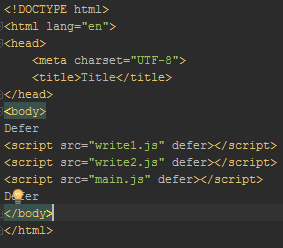 <!DOCTYPE html>
<html lang="en">
<head>
    <meta charset="UTF-8">
    <title>Title</title>
</head>
<body>
Defer
<script src="write1.js" defer></script>
<script src="write2.js" defer></script>
<script src="main.js" defer></script>
Defer
</body>
</html>